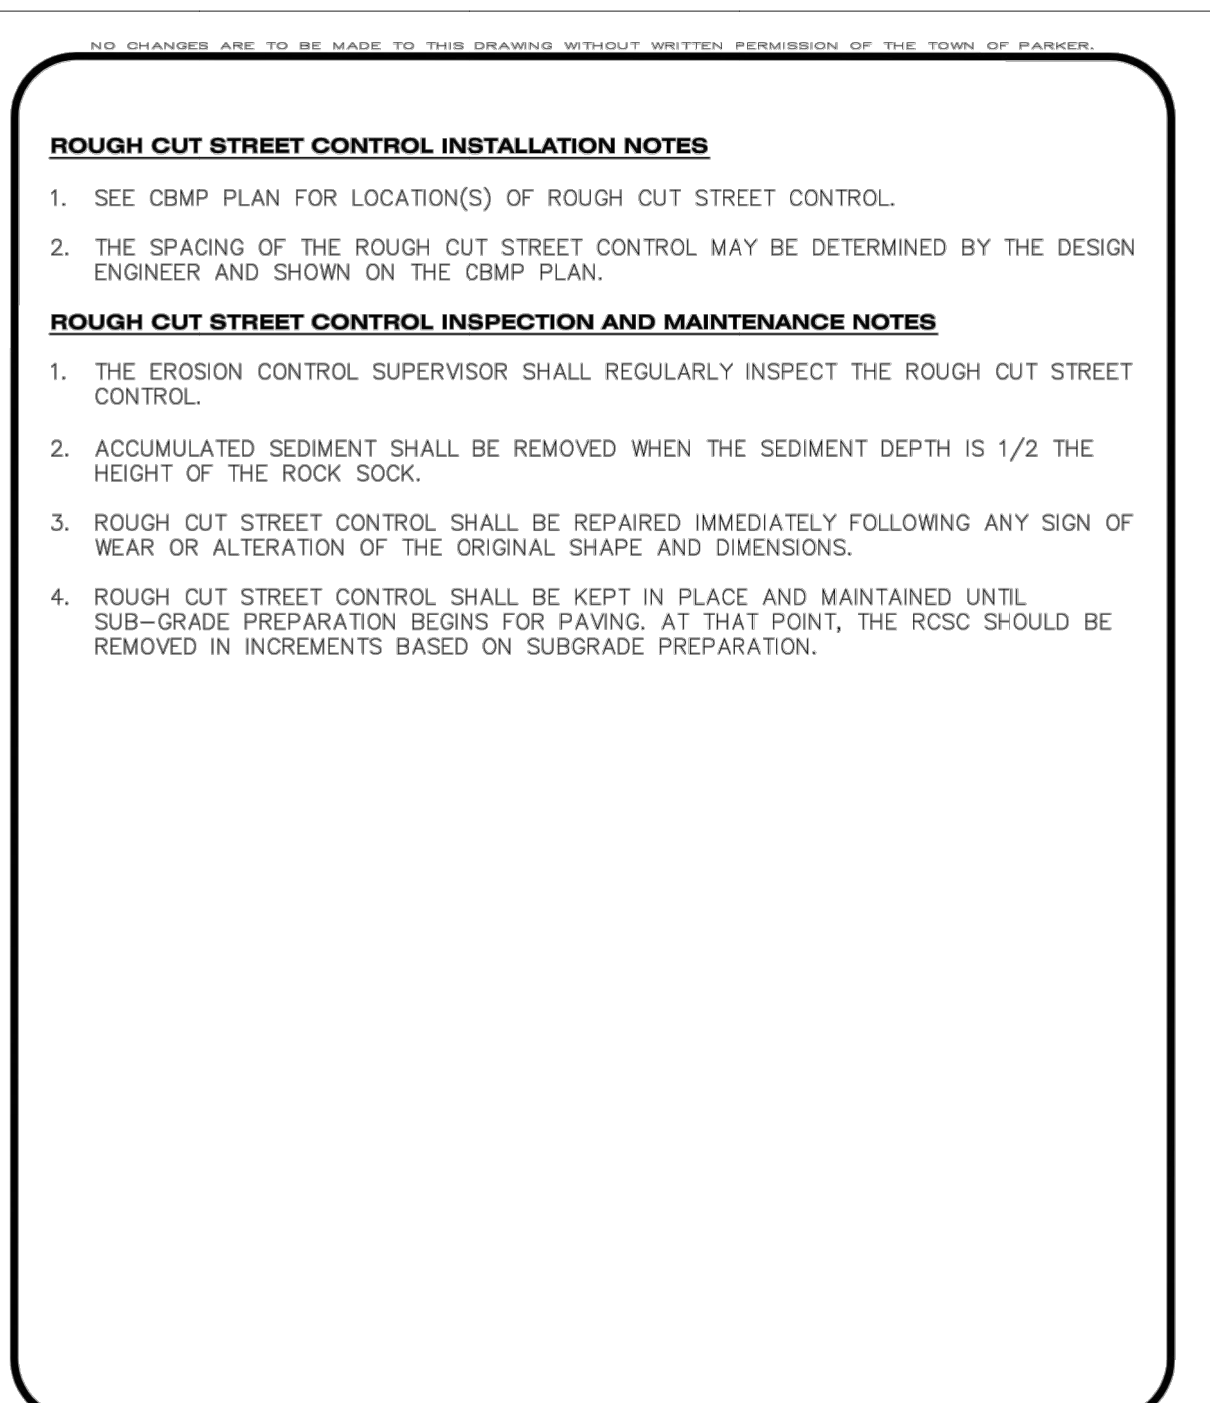 NO CHANGES ARE TO BE MADE TO THIS DRAWING WITHOUT WRITTEN PERMISSION OF THE TOWN OF PARKER.
ROUGH CUT STREET CONTROL INSTALLATION NOTES
1. SEE CBMP PLAN FOR LOCATION(S) OF ROUGH CUT STREET CONTROL.
2. THE SPACING OF THE ROUGH CUT STREET CONTROL MAY BE DETERMINED BY THE DESIGN
ENGINEER AND SHOWN ON THE CBMP PLAN.
ROUGH CUT STREET CONTROL INSPECTION AND MAINTENANCE NOTES
1. THE EROSION CONTROL SUPERVISOR SHALL REGULARLY INSPECT THE ROUGH CUT STREET
CONTROL.
2. ACCUMULATED SEDIMENT SHALL BE REMOVED WHEN THE SEDIMENT DEPTH IS 1/2 THE
HEIGHT OF THE ROCK SOCK.
3. ROUGH CUT STREET CONTROL SHALL BE REPAIRED IMMEDIATELY FOLLOWING ANY SIGN OF
WEAR OR ALTERATION OF THE ORIGINAL SHAPE AND DIMENSIONS.
4. ROUGH CUT STREET CONTROL SHALL BE KEPT IN PLACE AND MAINTAINED UNTIL
SUB-GRADE PREPARATION BEGINS FOR PAVING. AT THAT POINT, THE RCSC SHOULD BE
REMOVED IN INCREMENTS BASED ON SUBGRADE PREPARATION.